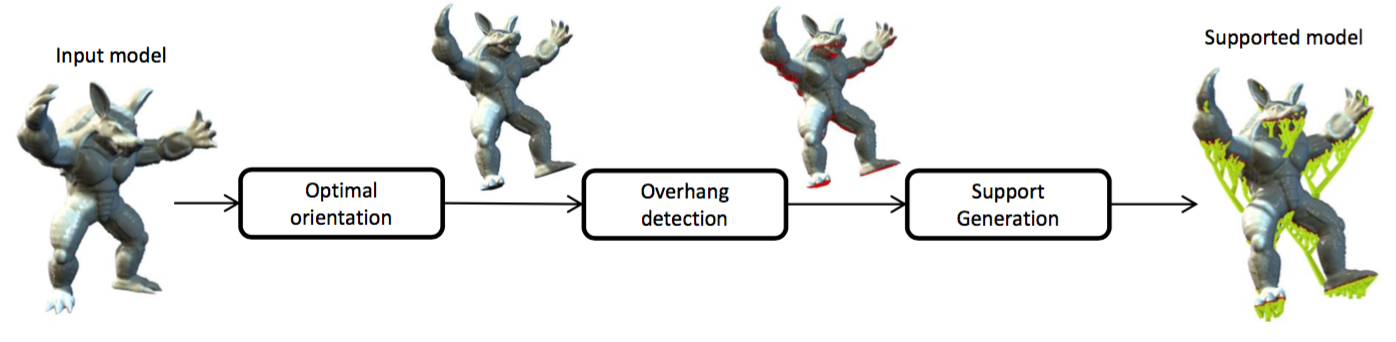 Input model
Optimal
orientation
Overhang
detection
Support
Generation
Supported model